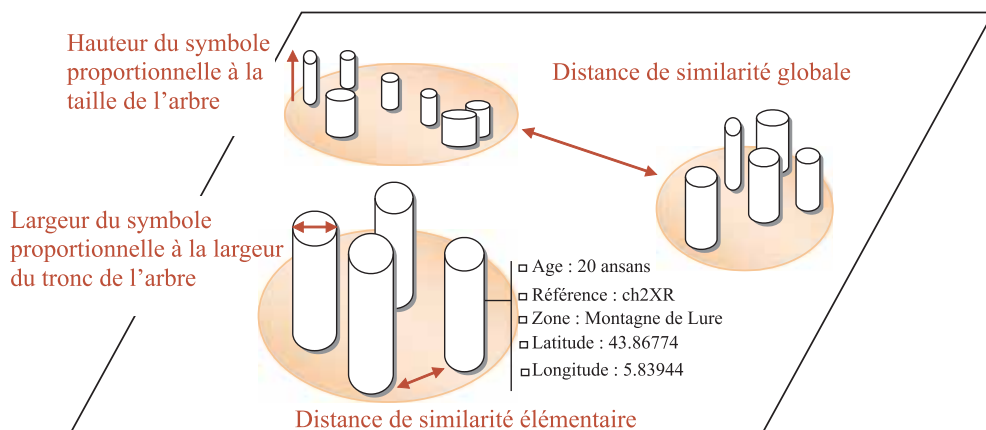 Hauteur du symbole
proportionnelle à la
taille de l'arbre
Distance de similarité globale
Largeur du symbole
proportionnelle à la largeur
du tronc de l'arbre
Age : 20 ansans
Référence : ch2XR
Zone : Montagne de Lure
Latitude : 43.86774
Longitude : 5.83944
Distance de similarité élémentaire